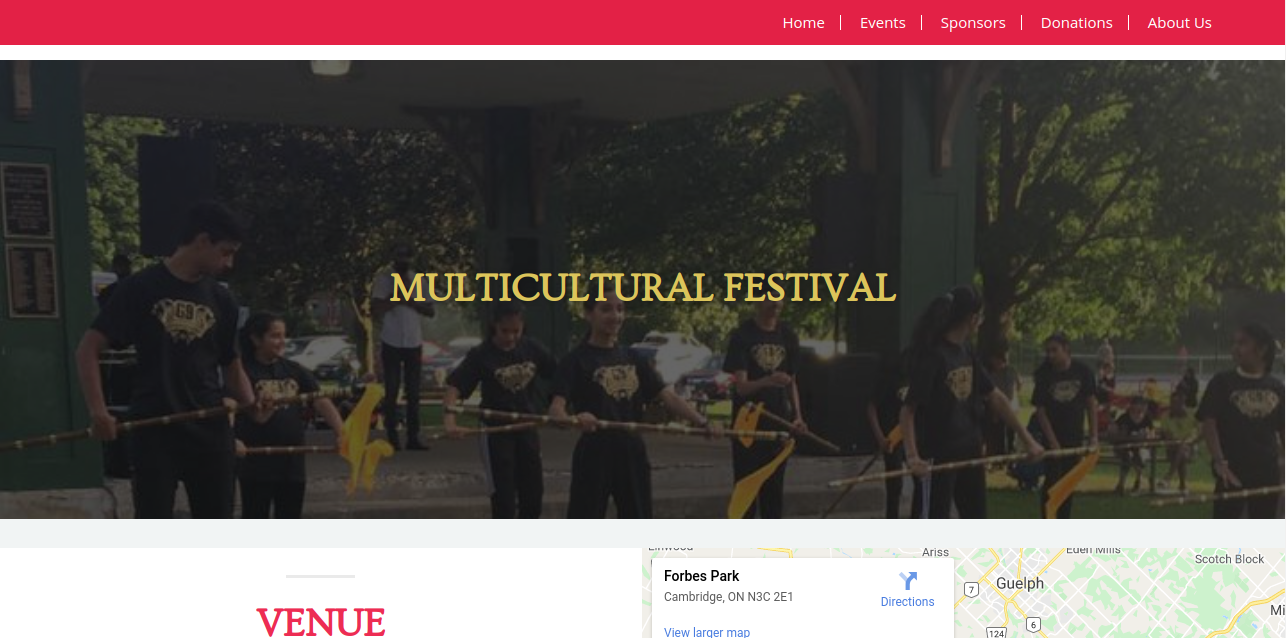 Home
Events
Sponsors
Donations
About Us
MULTICULTURAL FESTIVAL
VENUE
Forbes Park
Cambridge, ON N3C 2E1
Directions
View larger map
Ariss
Eden Mills
Scotch Block
7
Guelph
6
124